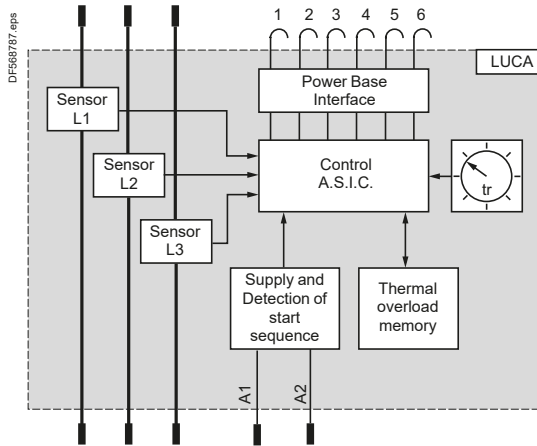 DF568787.eps
1 2 3 4 5 6
LUCA
Power Base
Interface
Sensor
L1
Sensor
L2
Sensor
L3
Control
A.S.I.C.
tr
Supply and
Detection of
start
sequence
Thermal
overload
memory
A1
A2